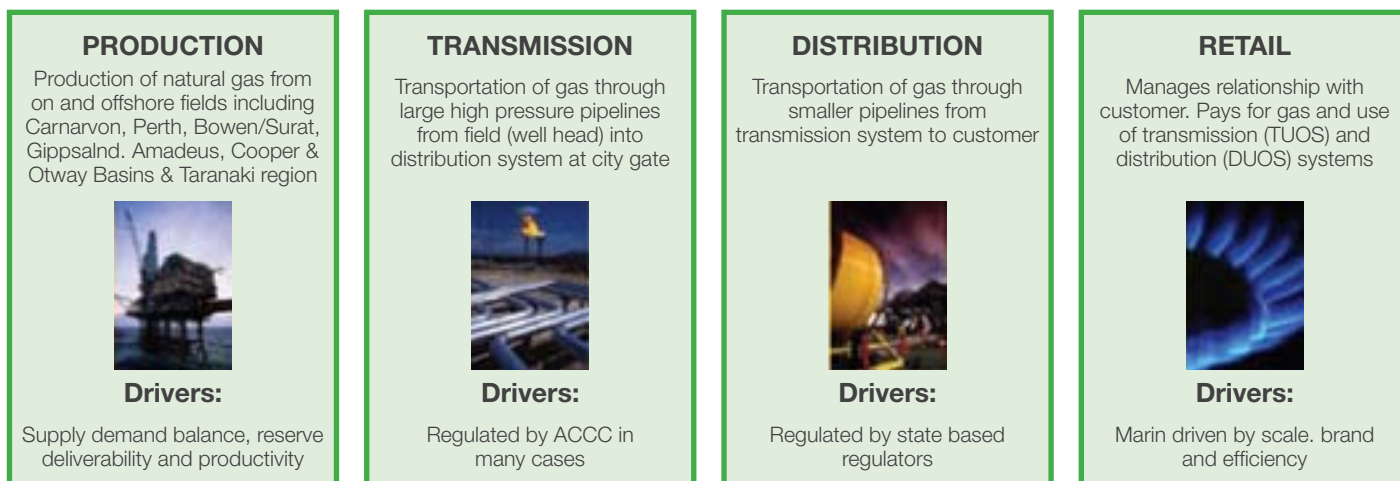 PRODUCTION
Production of natural gas from
on and offshore fields including
Carnarvon, Perth, Bowen/Surat,
Gippsalnd. Amadeus, Cooper &
Otway Basins & Taranaki region
Drivers:
Supply demand balance, reserve
deliverability and productivity
TRANSMISSION
Transportation of gas through
large high pressure pipelines
from field (well head) into
distribution system at city gate
Drivers:
Regulated by ACCC in
many cases
DISTRIBUTION
Transportation of gas through
smaller pipelines from
transmission system to customer
Drivers:
Regulated by state based
regulators
RETAIL
Manages relationship with
customer. Pays for gas and use
of transmission (TUOS) and
distribution (DUOS) systems
Drivers:
Marin driven by scale. brand
and efficiency